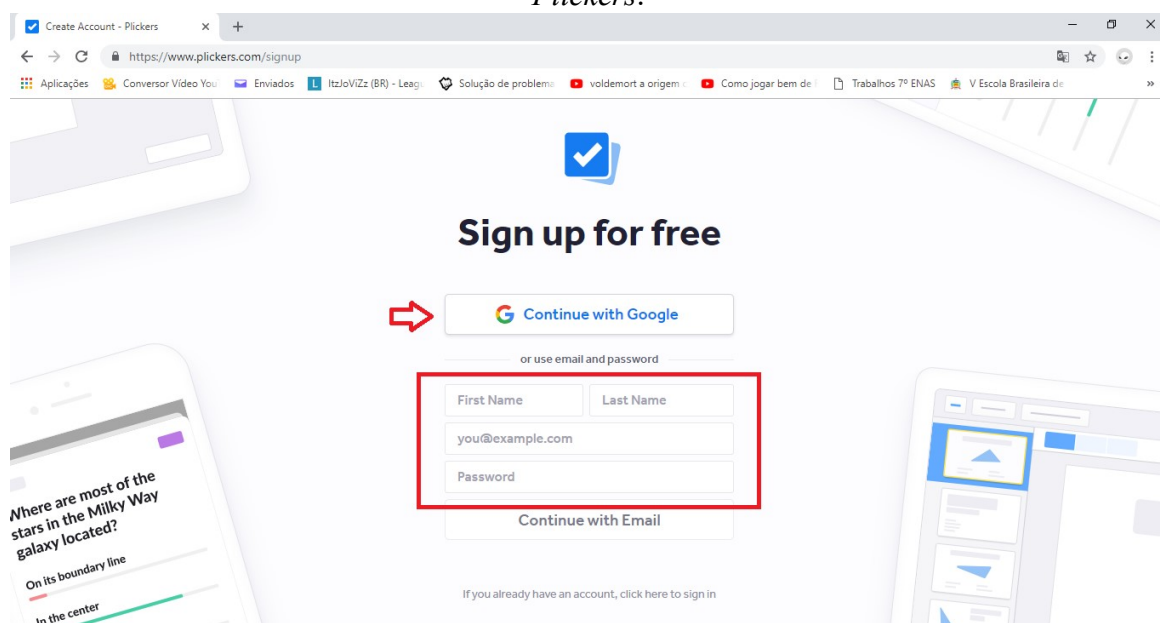 Plickers.
Create Account - Plickers
https://www.plickers.com/signup
Aplicações Conversor Vídeo You Enviados ItzJoViZz (BR) - Leagu Solução de problema voldemort a origem Como jogar bem de Trabalhos 7º ENAS V Escola Brasileira de
Sign up for free
Continue with Google
or use email and password
First Name Last Name
you@example.com
Password
Continue with Email
If you already have an account, click here to sign in
Where are most of the
stars in the Milky Way
galaxy located?
On its boundary line
In the center